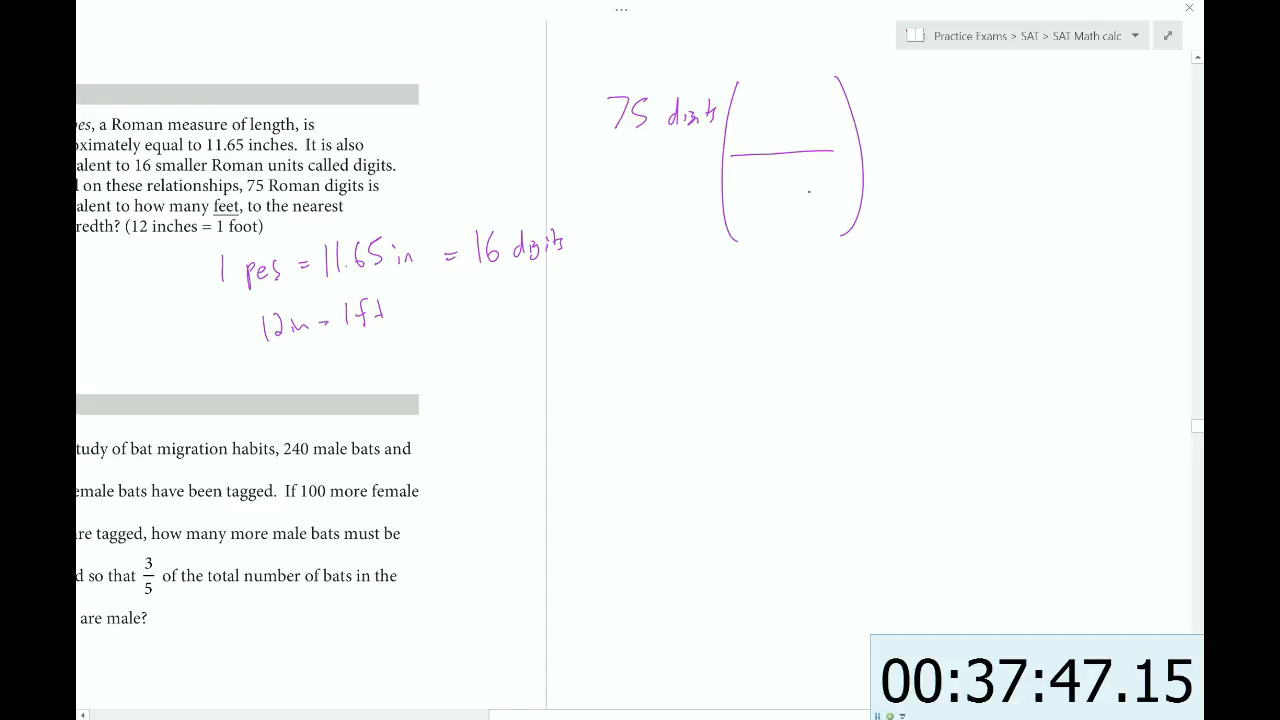 Practice Exams > SAT > SAT Math calc
es, a Roman measure of length, is
oximately equal to 11.65 inches. It is also
alent to 16 smaller Roman units called digits.
l on these relationships, 75 Roman digits is
alent to how many feet, to the nearest
redth? (12 inches = 1 foot)
75 digits
1 pes = 11.65 in = 16 digits
12in = 1ft
tudy of bat migration habits, 240 male bats and
emale bats have been tagged. If 100 more female
re tagged, how many more male bats must be
d so that 3/5 of the total number of bats in the
are male?
00:37:47.15